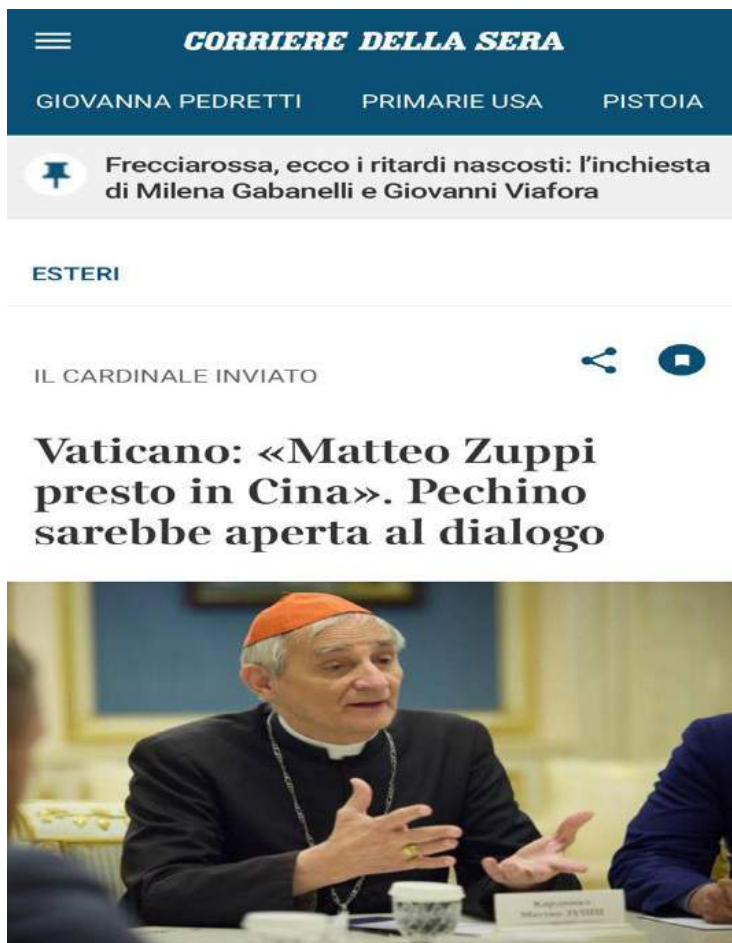 CORRIERE DELLA SERA
GIOVANNA PEDRETTI PRIMARIE USA PISTOIA
Frecciarossa, ecco i ritardi nascosti: l'inchiesta
di Milena Gabanelli e Giovanni Viafora
ESTERI
IL CARDINALE INVIATO
Vaticano: «Matteo Zuppi
presto in Cina». Pechino
sarebbe aperta al dialogo